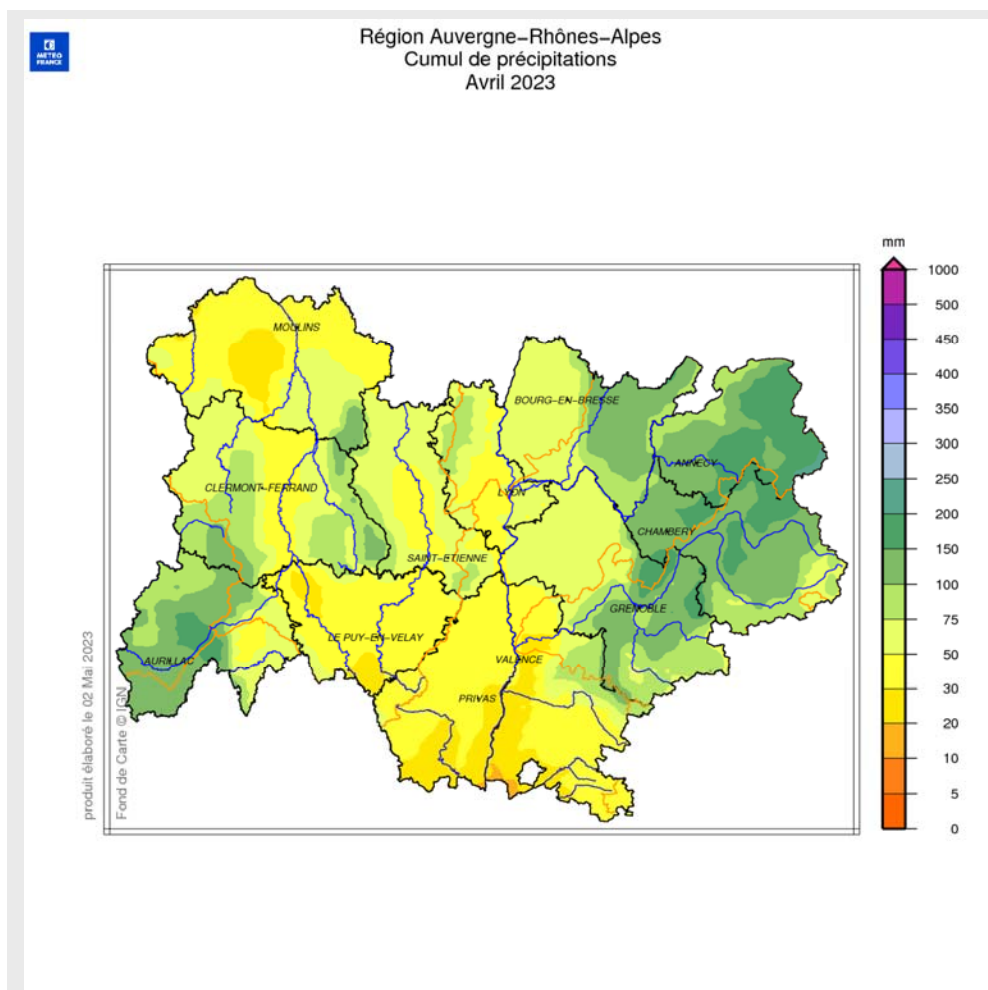 METEO
FRANCE
Région Auvergne−Rhônes−Alpes
Cumul de précipitations
Avril 2023
mm
1000
500
450
400
350
300
250
200
150
100
75
50
30
20
10
5
0
MOULINS
BOURG−EN−BRESSE
ANNECY
CLERMONT−FERRAND
LYON
CHAMBERY
SAINT−ETIENNE
GRENOBLE
LE PUY−EN−VELAY
AURILLAC
VALENCE
PRIVAS
produit élaboré le 02 Mai 2023
Fond de Carte © IGN